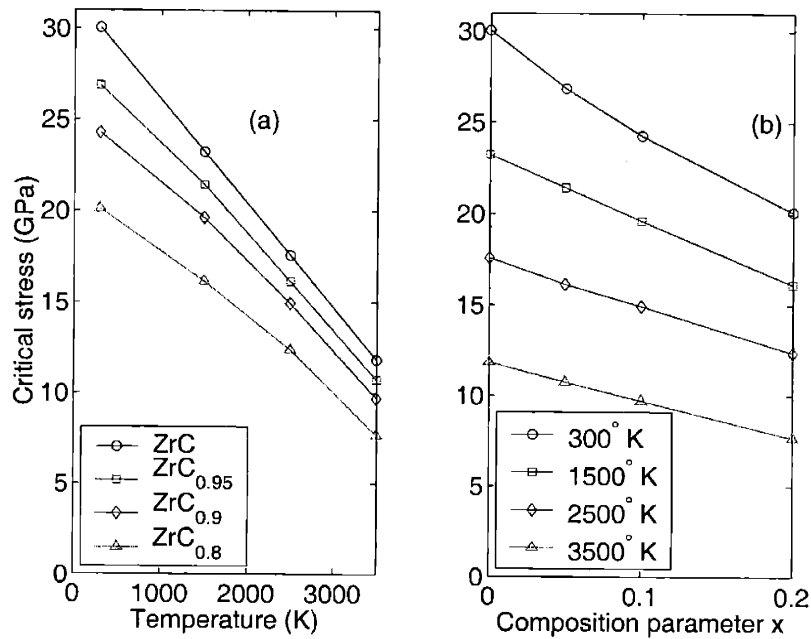 30
25
20
15
10
5
0
Critical stress (GPa)
(a)
ZrC
ZrC0.95
ZrC0.9
ZrC0.8
0 1000 2000 3000
Temperature (K)
30
25
20
15
10
5
0
(b)
300° K
1500° K
2500° K
3500° K
0 0.1 0.2
Composition parameter x